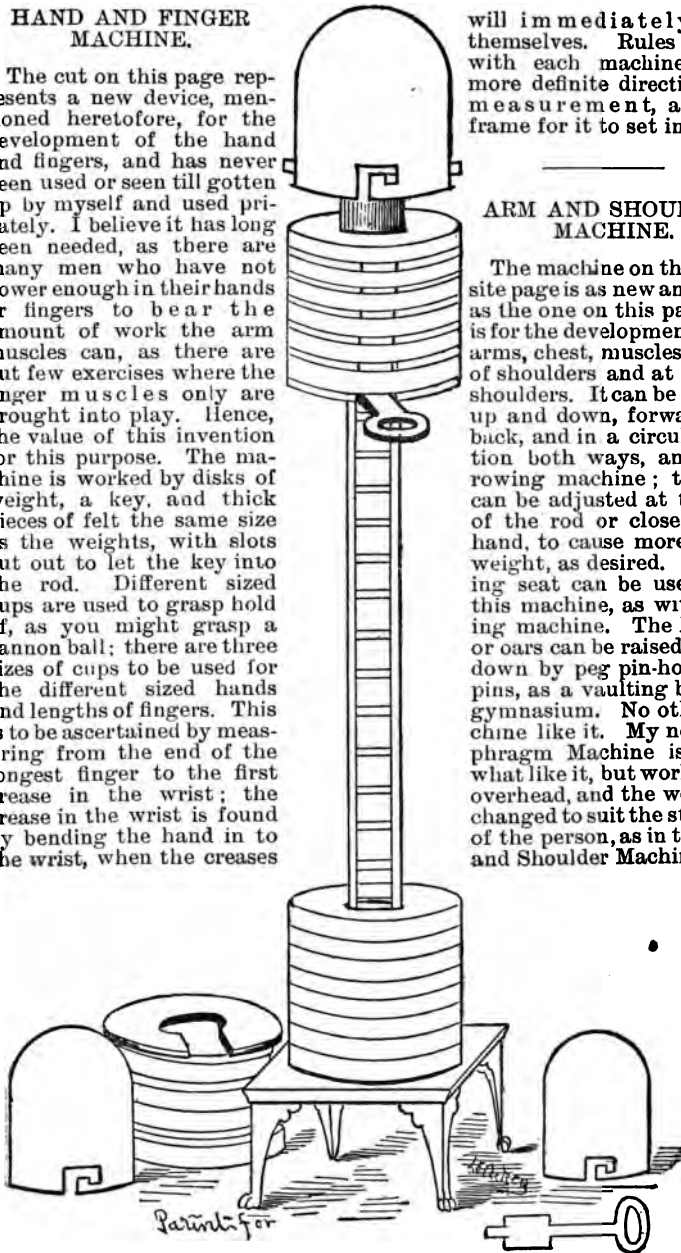 HAND AND FINGER
MACHINE.
The cut on this page rep-
esents a new device, men-
ioned heretofore, for the
evelopment of the hand
nd fingers, and has never
een used or seen till gotten
p by myself and used pri-
ately. I believe it has long
een needed, as there are
any men who have not
ower enough in their hands
r fingers to bear the
mount of work the arm
uscles can, as there are
ut few exercises where the
nger muscles only are
rought into play. Hence,
he value of this invention
or this purpose. The ma-
hine is worked by disks of
eight, a key, and thick
ieces of felt the same size
s the weights, with slots
ut out to let the key into
he rod. Different sized
ups are used to grasp hold
f, as you might grasp a
annon ball; there are three
izes of cups to be used for
he different sized hands
nd lengths of fingers. This
s to be ascertained by meas-
ring from the end of the
ongest finger to the first
rease in the wrist; the
rease in the wrist is found
y bending the hand in to
he wrist, when the creases
will immediately
themselves. Rules
with each machine
more definite directi
measurement, a
frame for it to set in
ARM AND SHOUL
MACHINE.
The machine on th
site page is as new an
as the one on this pa
is for the developmen
arms, chest, muscles
of shoulders and at
shoulders. It can be
up and down, forwa
back, and in a circu
tion both ways, an
rowing machine; t
can be adjusted at t
of the rod or close
hand, to cause more
weight, as desired.
ing seat can be use
this machine, as wi
ing machine. The
or oars can be raised
down by peg pin-ho
pins, as a vaulting b
gymnasium. No oth
chine like it. My ne
phragm Machine is
what like it, but work
overhead, and the we
changed to suit the st
of the person, as in t
and Shoulder Machin